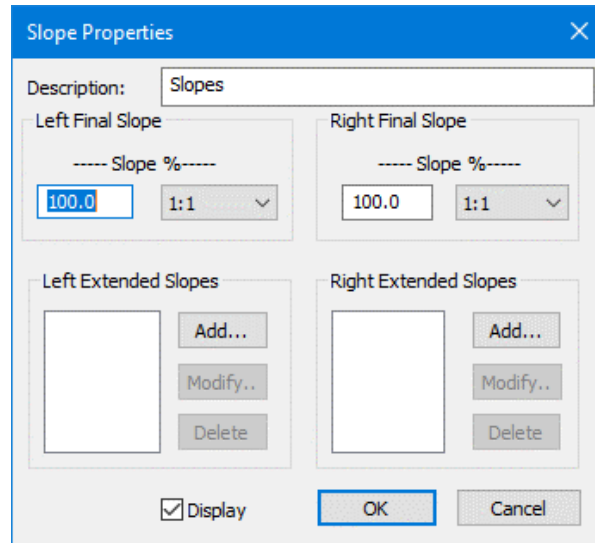 Slope Properties
Description: Slopes
Left Final Slope Right Final Slope
----- Slope %----- ----- Slope %-----
100.0 1:1 100.0 1:1
Left Extended Slopes Right Extended Slopes
Add... Add...
Modify.. Modify..
Delete Delete
Display OK Cancel